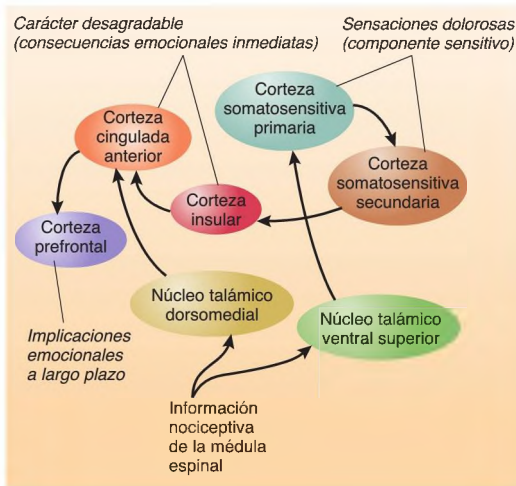 Carácter desagradable
(consecuencias emocionales inmediatas)
Sensaciones dolorosas
(componente sensitivo)
Corteza
cingulada
anterior
Corteza
somatosensitiva
primaria
Corteza
somatosensitiva
secundaria
Corteza
insular
Corteza
prefrontal
Núcleo talámico
dorsomedial
Núcleo talámico
ventral superior
Implicaciones
emocionales
a largo plazo
Información
nociceptiva
de la médula
espinal